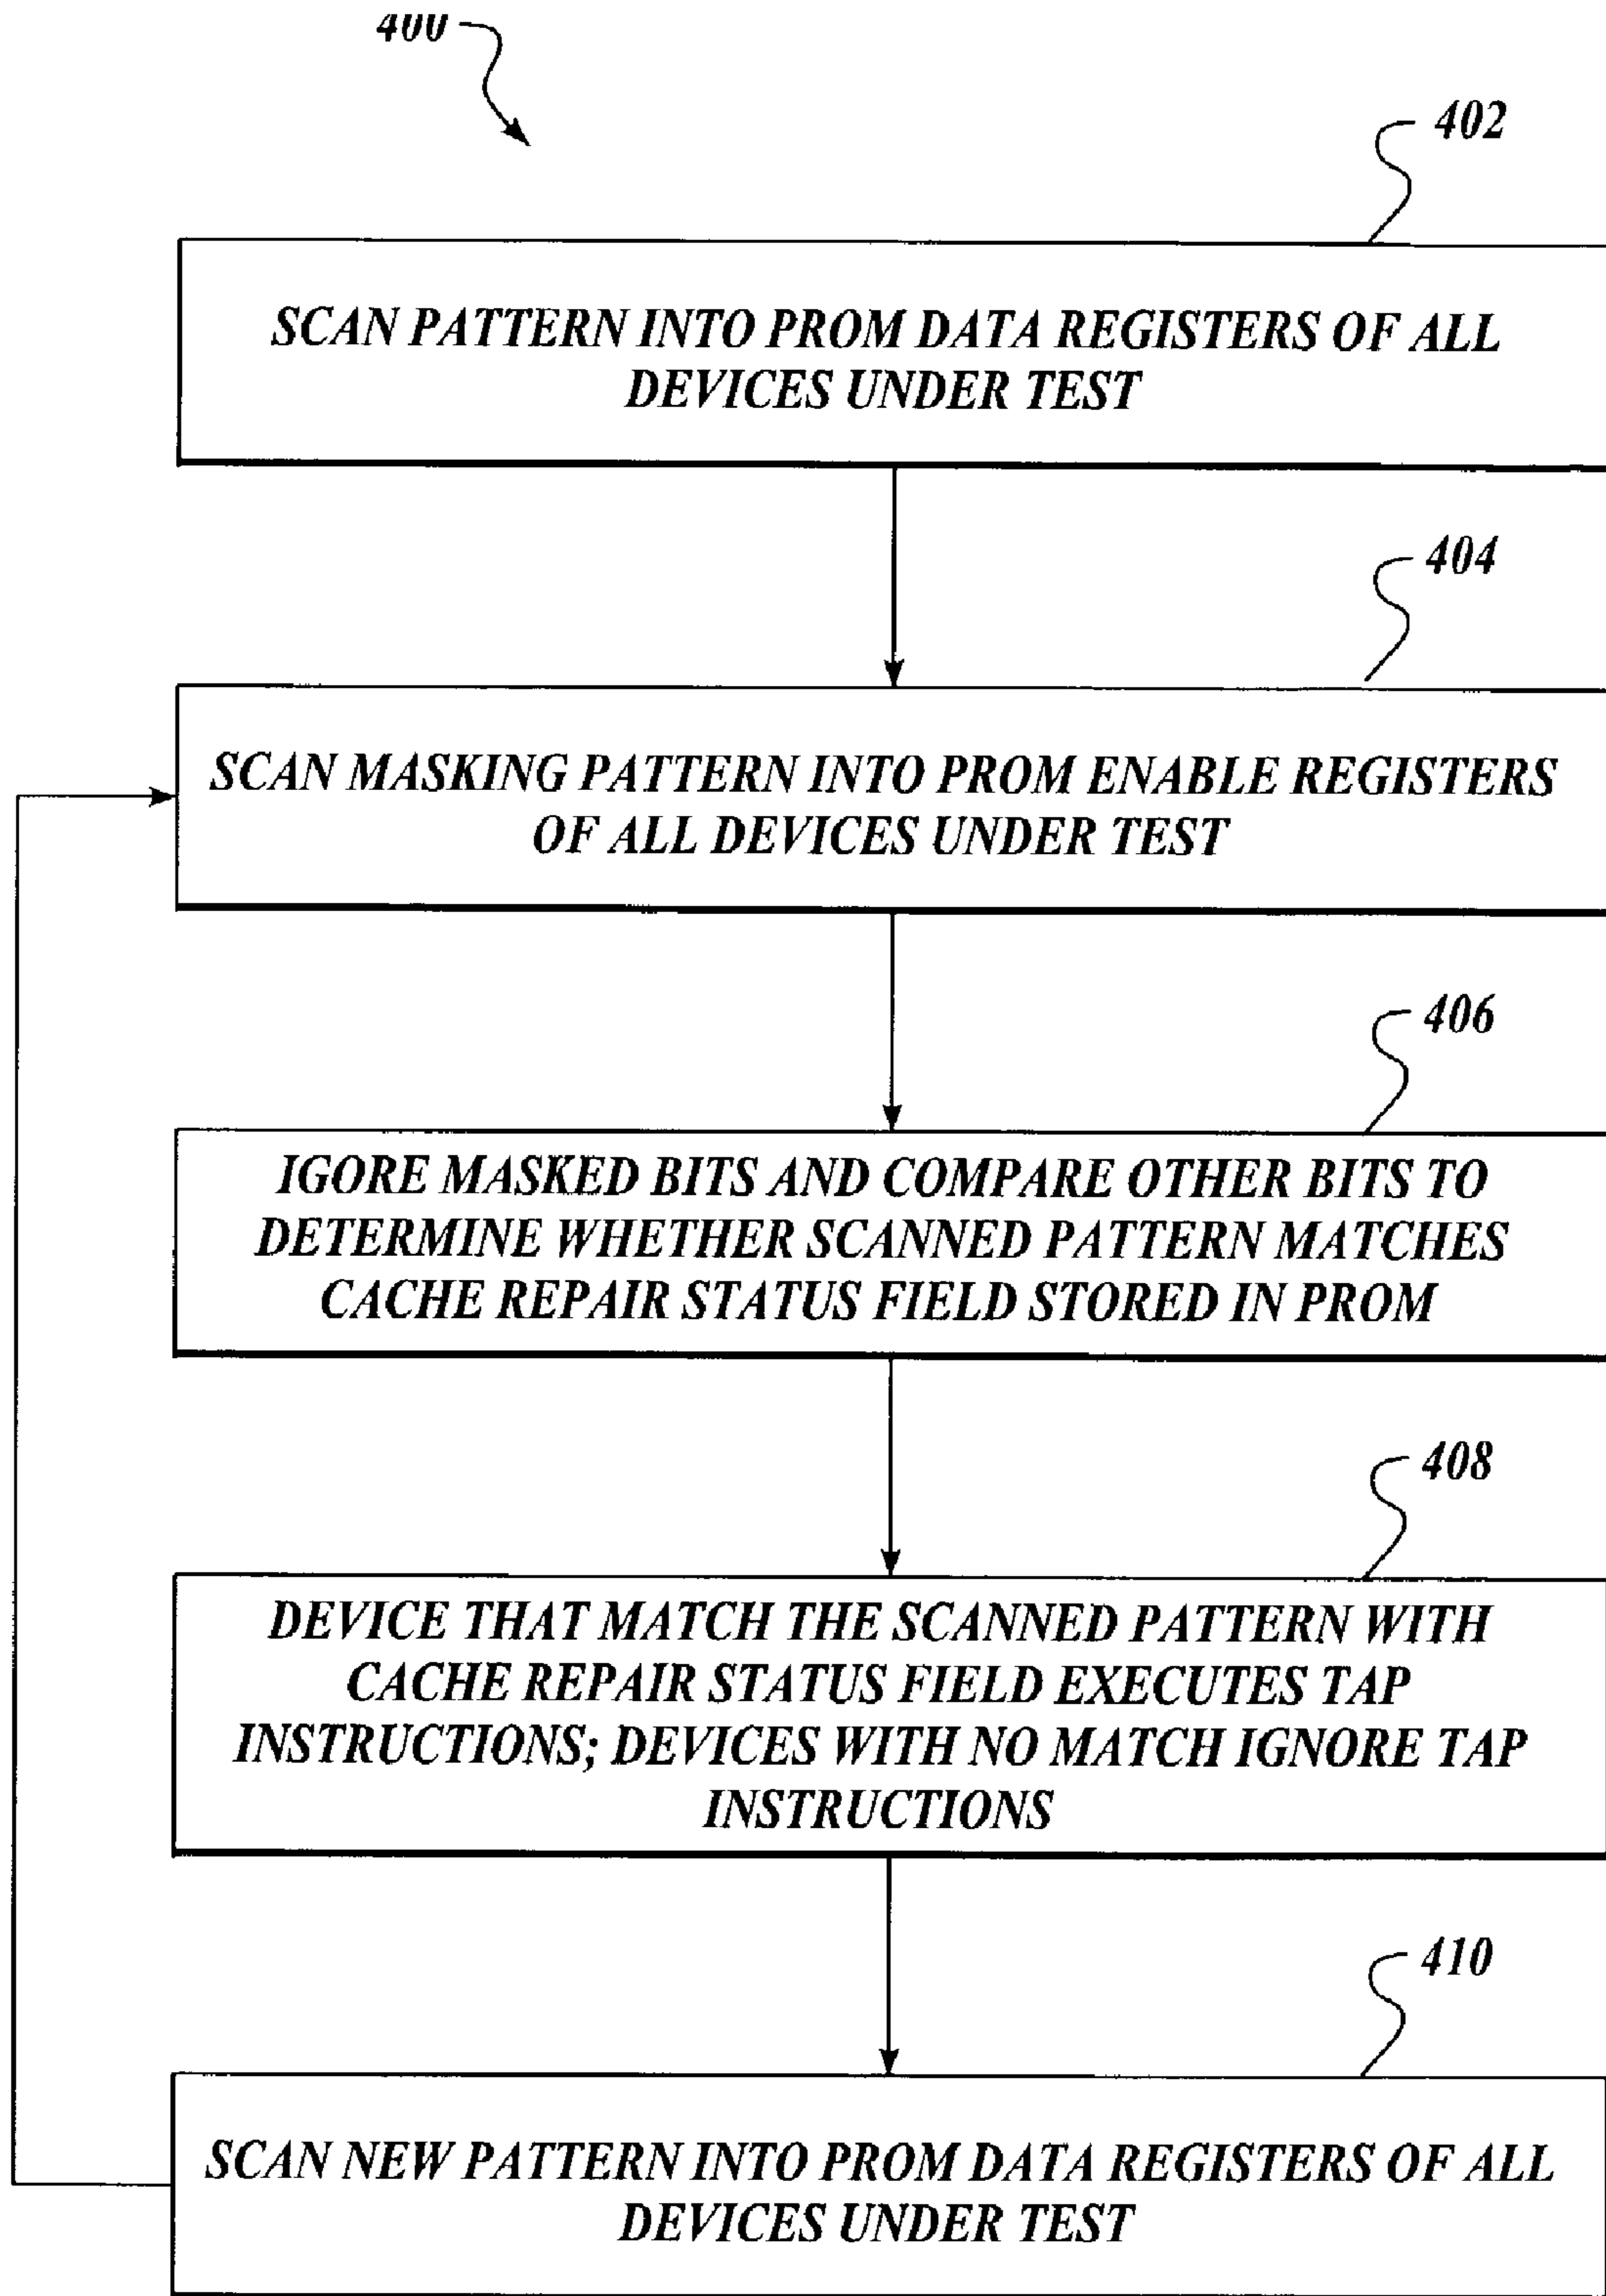 400
402
SCAN PATTERN INTO PROM DATA REGISTERS OF ALL
DEVICES UNDER TEST
404
SCAN MASKING PATTERN INTO PROM ENABLE REGISTERS
OF ALL DEVICES UNDER TEST
406
IGORE MASKED BITS AND COMPARE OTHER BITS TO
DETERMINE WHETHER SCANNED PATTERN MATCHES
CACHE REPAIR STATUS FIELD STORED IN PROM
408
DEVICE THAT MATCH THE SCANNED PATTERN WITH
CACHE REPAIR STATUS FIELD EXECUTES TAP
INSTRUCTIONS; DEVICES WITH NO MATCH IGNORE TAP
INSTRUCTIONS
410
SCAN NEW PATTERN INTO PROM DATA REGISTERS OF ALL
DEVICES UNDER TEST